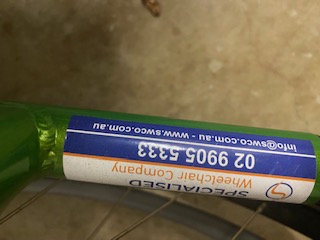 SPECIALISED
Wheelchair Company
02 9905 5333
info@swco.com.au - www.swco.com.au